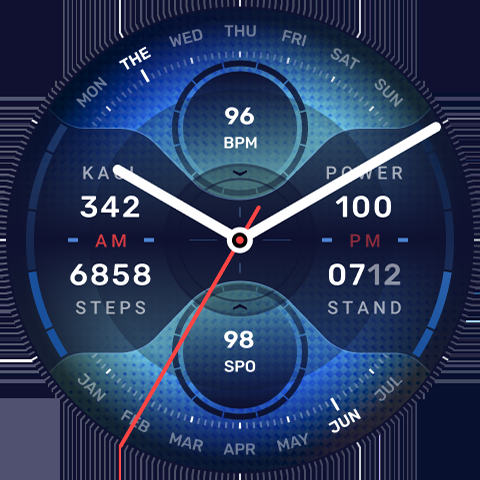 MON THE WED THU FRI SAT SUN
96
BPM
POWER
342
100
AM
PM
6858
0712
STEPS
STAND
98
SPO
JAN FEB MAR APR MAY JUN JUL